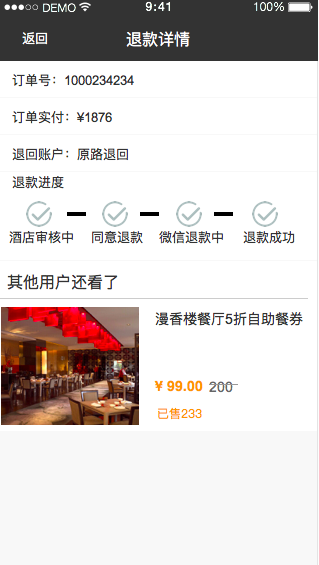 DEMO 9:41 100%
返回 退款详情
订单号：1000234234
订单实付：¥1876
退回账户：原路退回
退款进度
酒店审核中 同意退款 微信退款中 退款成功
其他用户还看了
漫香楼餐厅5折自助餐券
¥ 99.00 200
已售233